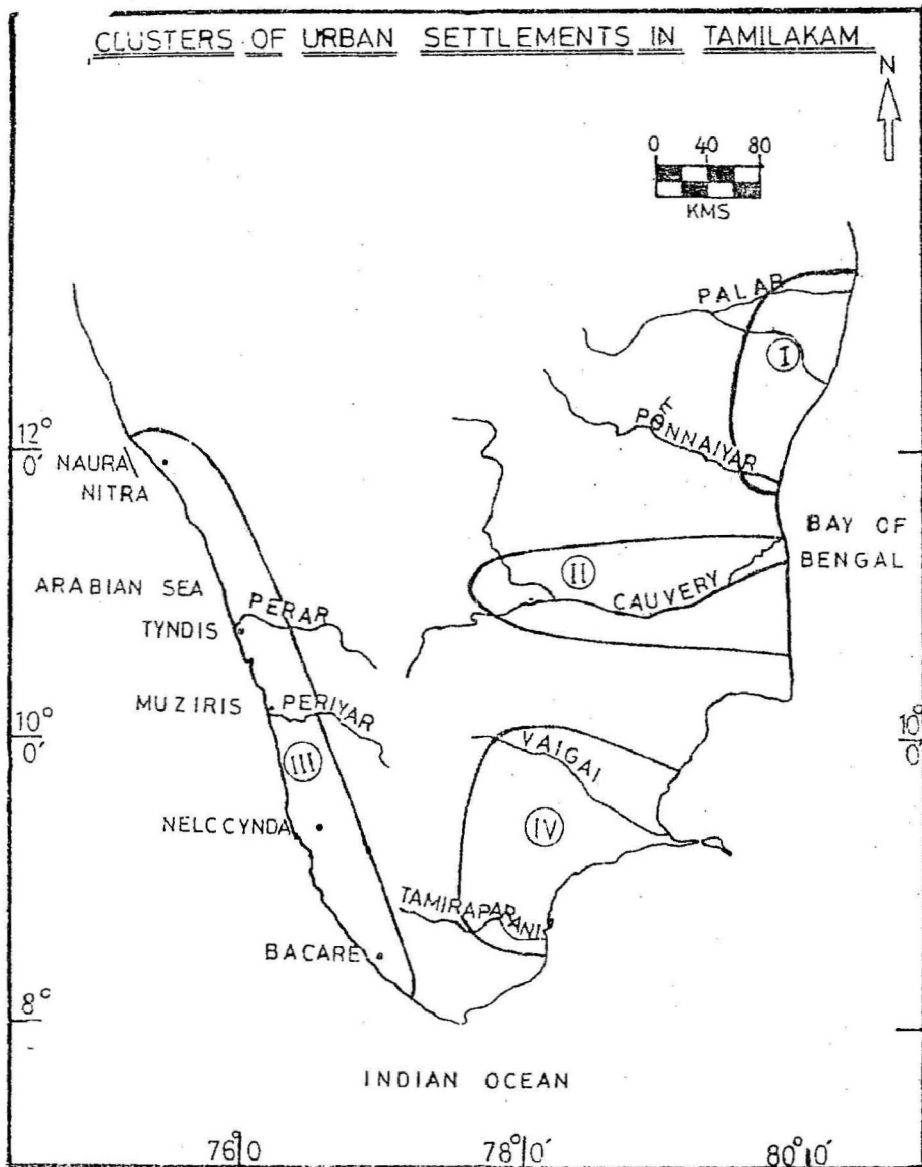 CLUSTERS OF URBAN SETTLEMENTS IN TAMILAKAM
N
0 40 80
KMS
PALAR
I
PONNAIYAR
12° 0'
NAURA
NITRA
BAY OF
BENGAL
II
CAUVERY
ARABIAN SEA
PERAR
TYNDIS
MUZIRIS
PERIYAR
10° 0'
10° 0'
VAIGAI
III
NELCCYNDA
IV
TAMIRAPARANI
BACARE
8°
INDIAN OCEAN
76°0
78°0'
80°0'